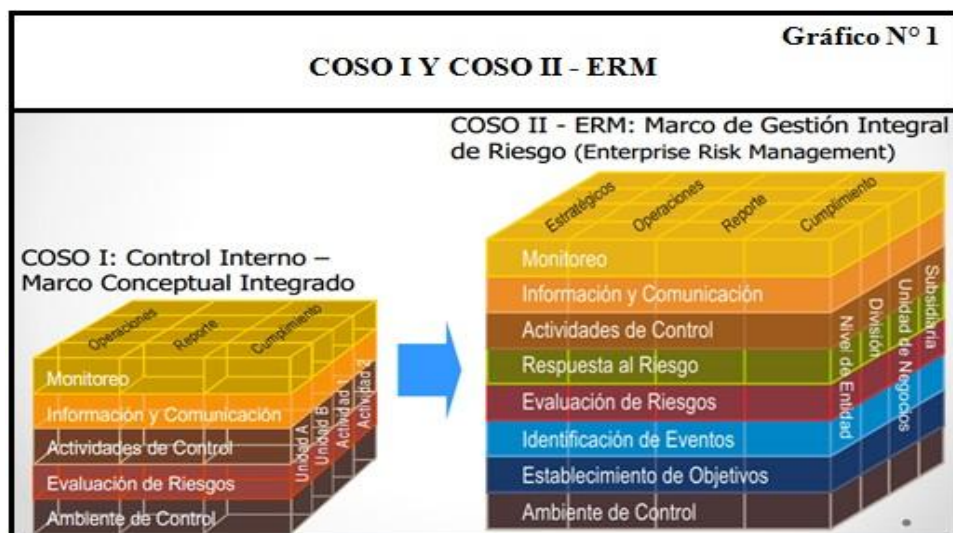 Gráfico N° 1
COSO I Y COSO II - ERM
COSO I: Control Interno –
Marco Conceptual Integrado
Operaciones
Reporte
Cumplimiento
Monitoreo
Información y Comunicación
Actividades de Control
Evaluación de Riesgos
Ambiente de Control
Unidad A
Unidad B
Actividad 1
Actividad 2
COSO II - ERM: Marco de Gestión Integral
de Riesgo (Enterprise Risk Management)
Estratégicos
Operaciones
Reporte
Cumplimiento
Monitoreo
Información y Comunicación
Actividades de Control
Respuesta al Riesgo
Evaluación de Riesgos
Identificación de Eventos
Establecimiento de Objetivos
Ambiente de Control
Nivel de Entidad
División
Unidad de Negocios
Subsidiaria